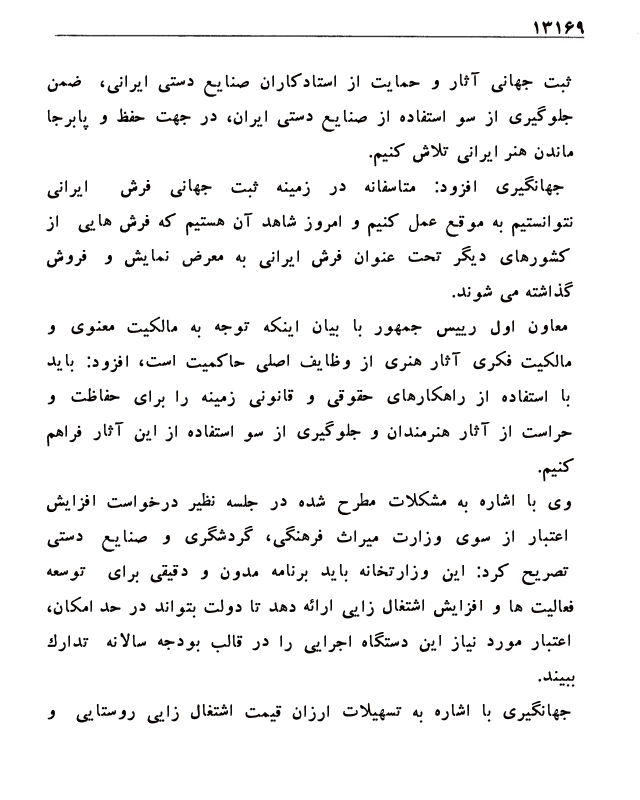 ۱۳۱۶۹
ثبت جهانی آثار و حمایت از استادکاران صنایع دستی ایرانی، ضمن
جلوگیری از سو استفاده از صنایع دستی ایران، در جهت حفظ و پابرجا
ماندن هنر ایرانی تلاش کنیم.
جهانگیری افزود: متاسفانه در زمینه ثبت جهانی فرش ایرانی
نتوانستیم به موقع عمل کنیم و امروز شاهد آن هستیم که فرش هایی از
کشورهای دیگر تحت عنوان فرش ایرانی به معرض نمایش و فروش
گذاشته می شوند.
معاون اول رییس جمهور با بیان اینکه توجه به مالکیت معنوی و
مالکیت فکری آثار هنری از وظایف اصلی حاکمیت است، افزود: باید
با استفاده از راهکارهای حقوقی و قانونی زمینه را برای حفاظت و
حراست از آثار هنرمندان و جلوگیری از سو استفاده از این آثار فراهم
کنیم.
وی با اشاره به مشکلات مطرح شده در جلسه نظیر درخواست افزایش
اعتبار از سوی وزارت میراث فرهنگی، گردشگری و صنایع دستی
تصریح کرد: این وزارتخانه باید برنامه مدون و دقیقی برای توسعه
فعالیت ها و افزایش اشتغال زایی ارائه دهد تا دولت بتواند در حد امکان،
اعتبار مورد نیاز این دستگاه اجرایی را در قالب بودجه سالانه تدارك
ببیند.
جهانگیری با اشاره به تسهیلات ارزان قیمت اشتغال زایی روستایی و